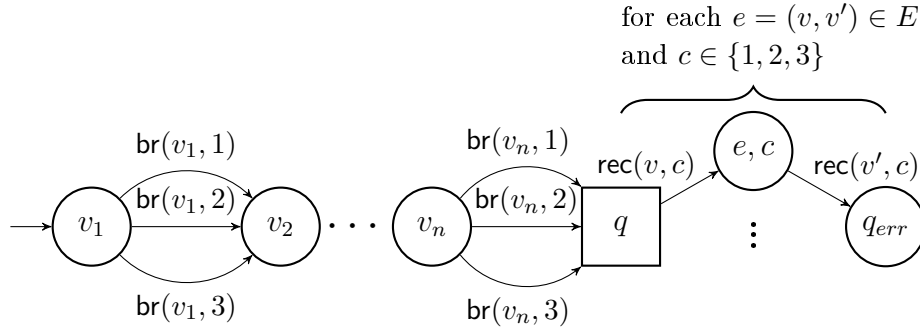 for each e = (v, v′) ∈ E
and c ∈ {1, 2, 3}
br(v₁, 1)
br(vₙ, 1)
rec(v, c)
e, c
rec(v′, c)
br(v₁, 2)
br(vₙ, 2)
v₁
v₂
· · ·
vₙ
q
⋮
qₑᵣᵣ
br(v₁, 3)
br(vₙ, 3)